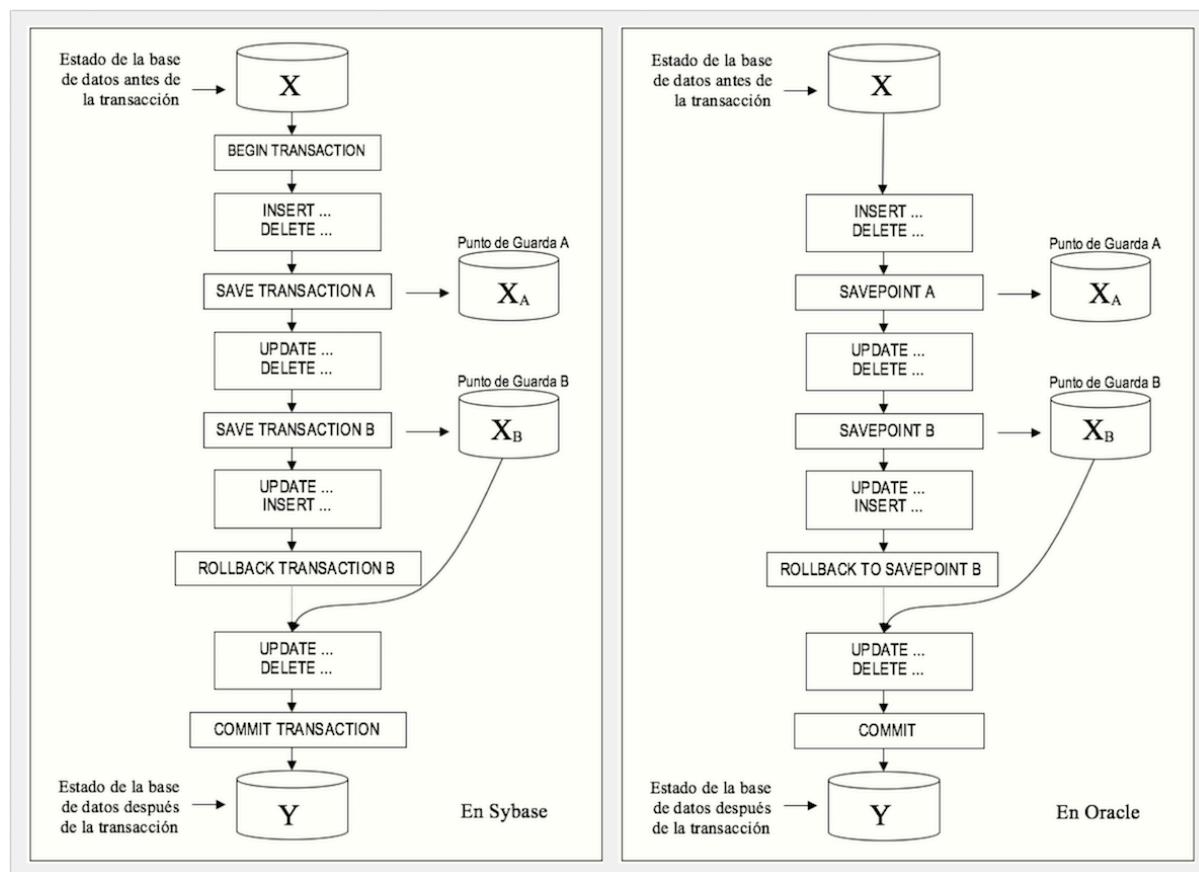 Estado de la base
de datos antes de
la transacción
X
BEGIN TRANSACTION
INSERT ...
DELETE ...
Punto de Guarda A
SAVE TRANSACTION A
XA
UPDATE ...
DELETE ...
Punto de Guarda B
SAVE TRANSACTION B
XB
UPDATE ...
INSERT ...
ROLLBACK TRANSACTION B
UPDATE ...
DELETE ...
COMMIT TRANSACTION
Estado de la base
de datos después
de la transacción
Y
En Sybase
Estado de la base
de datos antes de
la transacción
X
INSERT ...
DELETE ...
Punto de Guarda A
SAVEPOINT A
XA
UPDATE ...
DELETE ...
Punto de Guarda B
SAVEPOINT B
XB
UPDATE ...
INSERT ...
ROLLBACK TO SAVEPOINT B
UPDATE ...
DELETE ...
COMMIT
Estado de la base
de datos después
de la transacción
Y
En Oracle